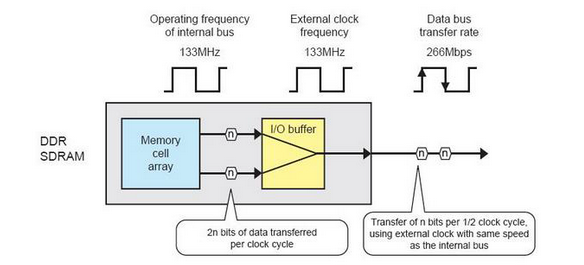 Operating frequency
of internal bus
133MHz
External clock
frequency
133MHz
Data bus
transfer rate
266Mbps
DDR
SDRAM
Memory
cell
array
n
n
I/O buffer
n
n
2n bits of data transferred
per clock cycle
Transfer of n bits per 1/2 clock cycle,
using external clock with same speed
as the internal bus